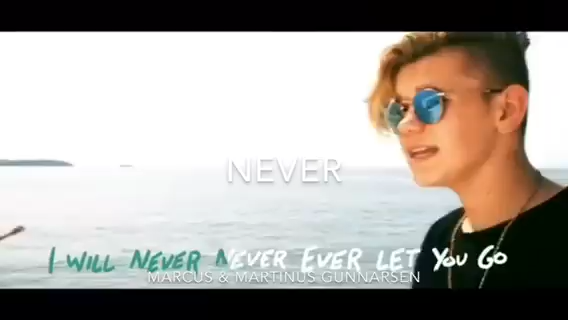 NEVER
I WILL NEVER NEVER EVER LET YOU GO
MARCUS & MARTINUS GUNNARSEN